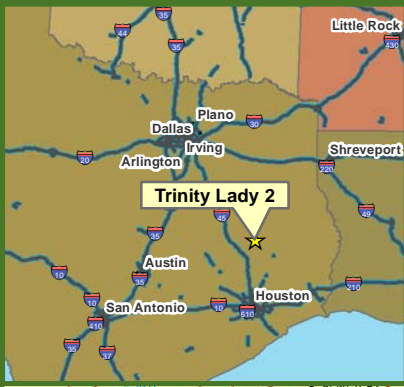 35
44
35
Little Rock
430
Plano
30
Dallas
Irving
20
Arlington
Shreveport
220
Trinity Lady 2
45
49
35
Austin
10
35
210
10
Houston
San Antonio
10
610
410
35
37